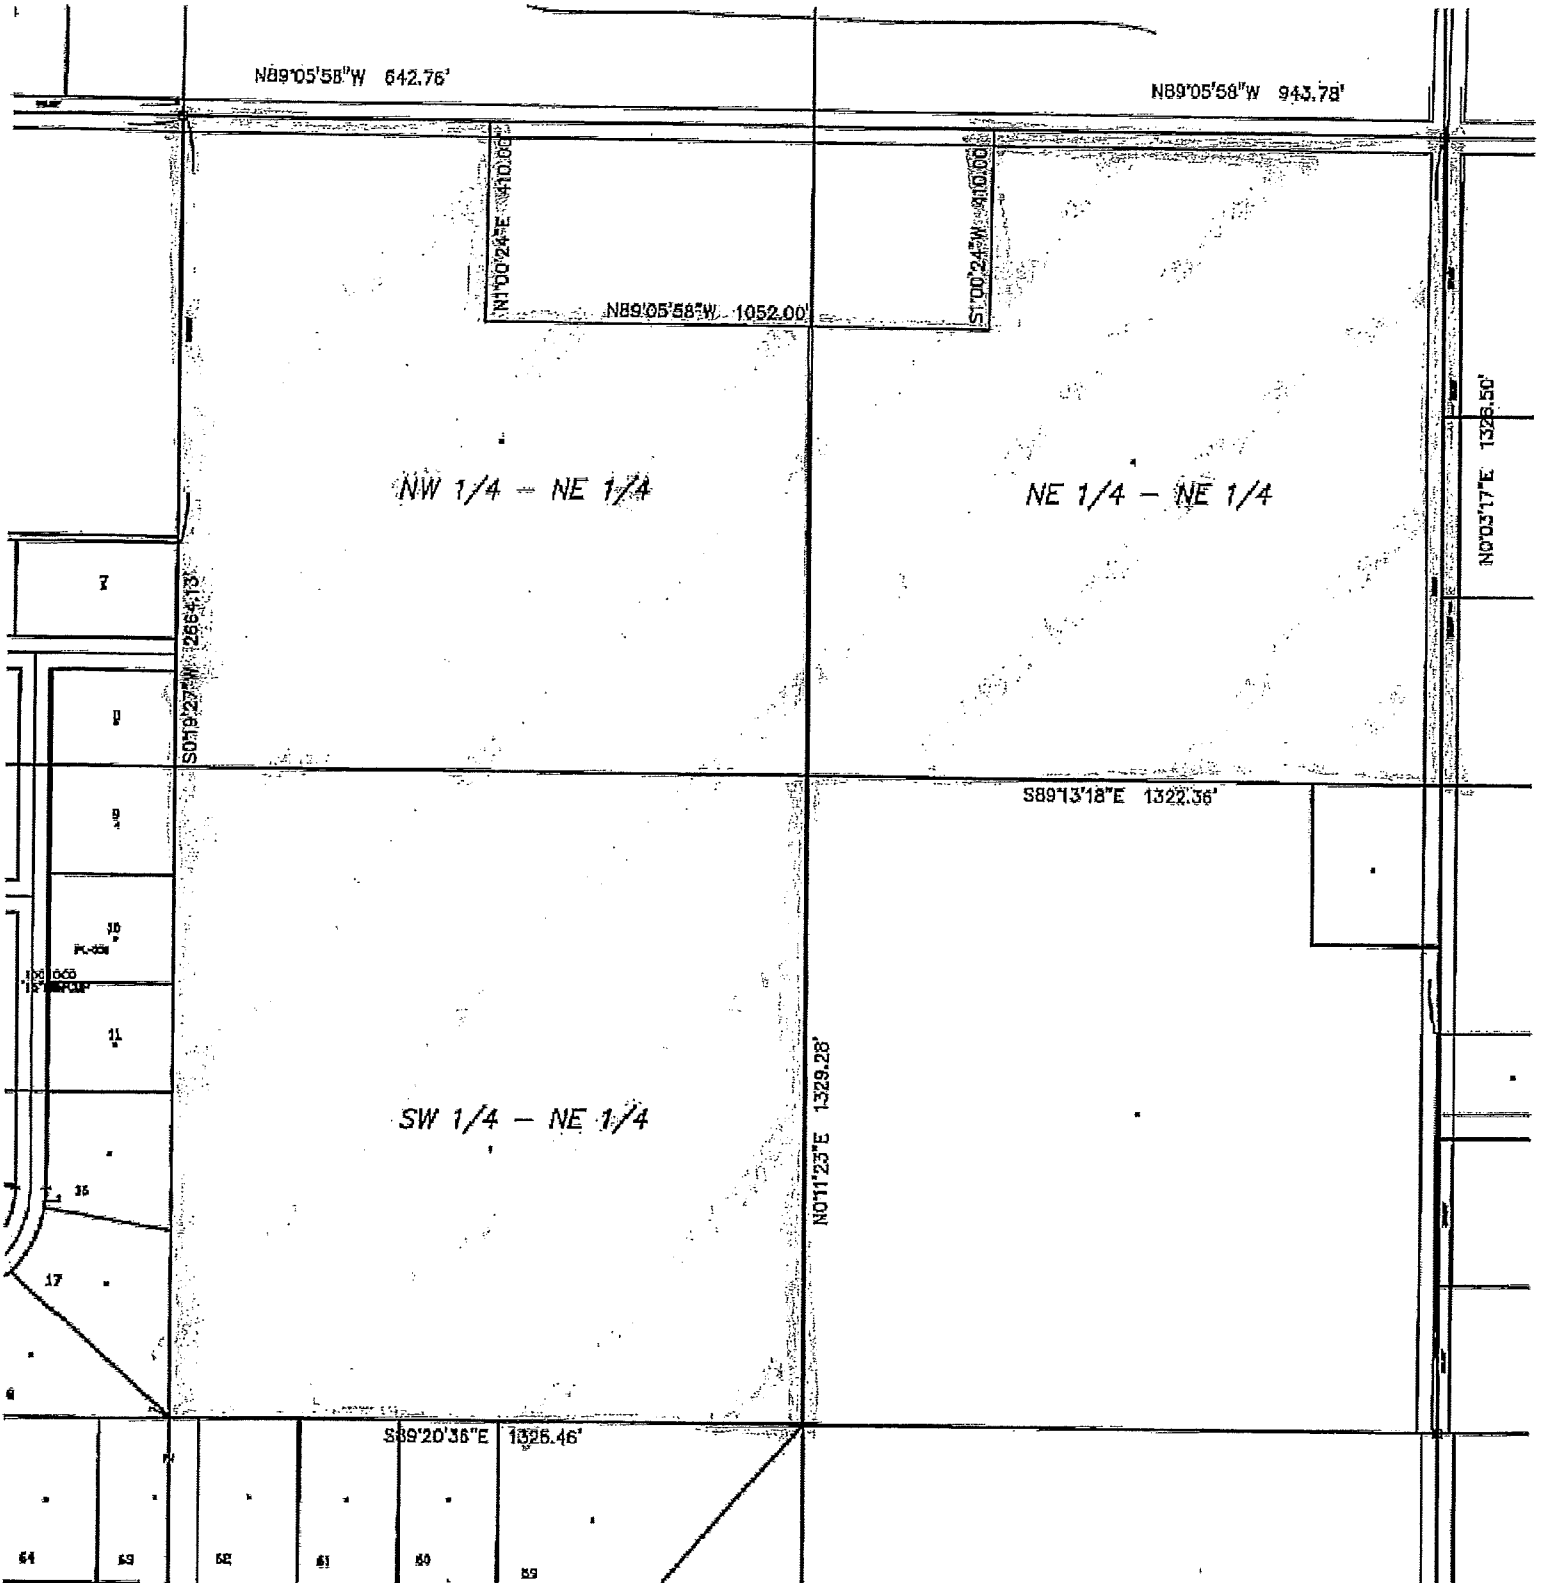 N89°05'58"W 642.76'
N89°05'58"W 943.78'
N1°00'24"E 410.00'
S1°00'24"W 410.00'
N89°05'58"W 1052.00'
N0°03'17"E 1326.50'
NW 1/4 - NE 1/4
NE 1/4 - NE 1/4
7
S0°19'27"W 2664.13'
8
S89°13'18"E 1322.36'
9
10
11
N0°11'23"E 1329.28'
SW 1/4 - NE 1/4
16
17
S89°20'36"E 1326.46'
64
63
62
61
60
59